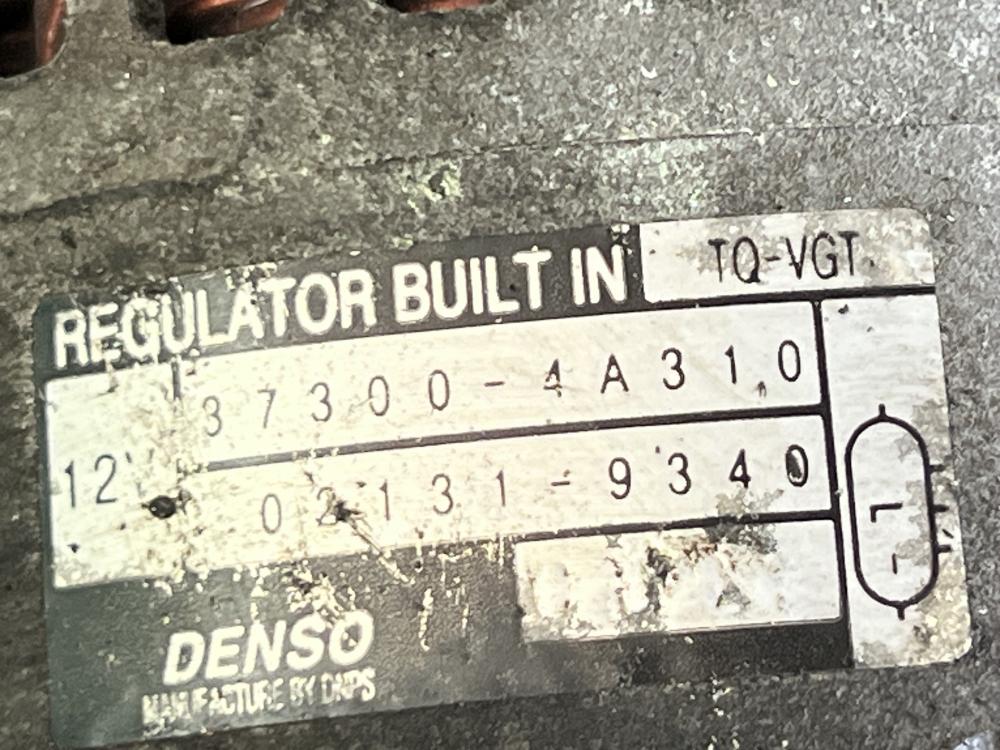 REGULATOR BUILT IN TQ-VGT
37300-4A310
12V
02131-9340
L
DENSO
MANUFACTURE BY DNPS